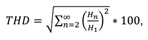 THD = √(∑_{n=2}^{∞} (H_n/H_1)^2) * 100,